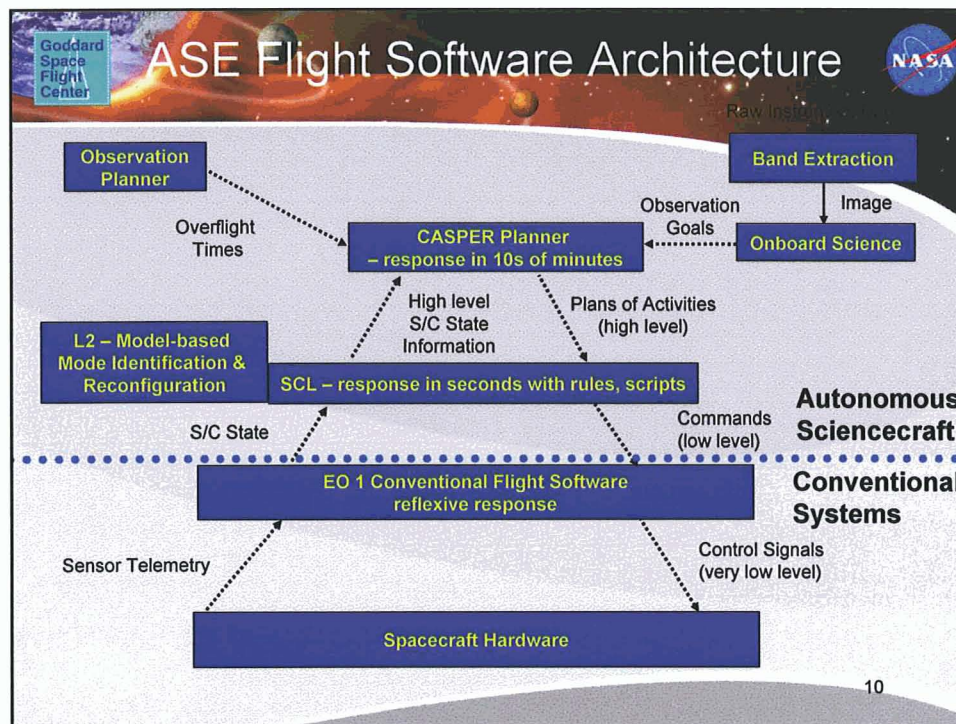 Goddard
Space
Flight
Center
ASE Flight Software Architecture
NASA
Raw
Observation
Planner
Band Extraction
Overflight
Times
Observation
Goals
Image
CASPER Planner
– response in 10s of minutes
Onboard Science
High level
S/C State
Information
Plans of Activities
(high level)
L2 – Model-based
Mode Identification &
Reconfiguration
SCL – response in seconds with rules, scripts
S/C State
Commands
(low level)
Autonomous
Sciencecraft
EO 1 Conventional Flight Software
reflexive response
Conventional
Systems
Sensor Telemetry
Control Signals
(very low level)
Spacecraft Hardware
10